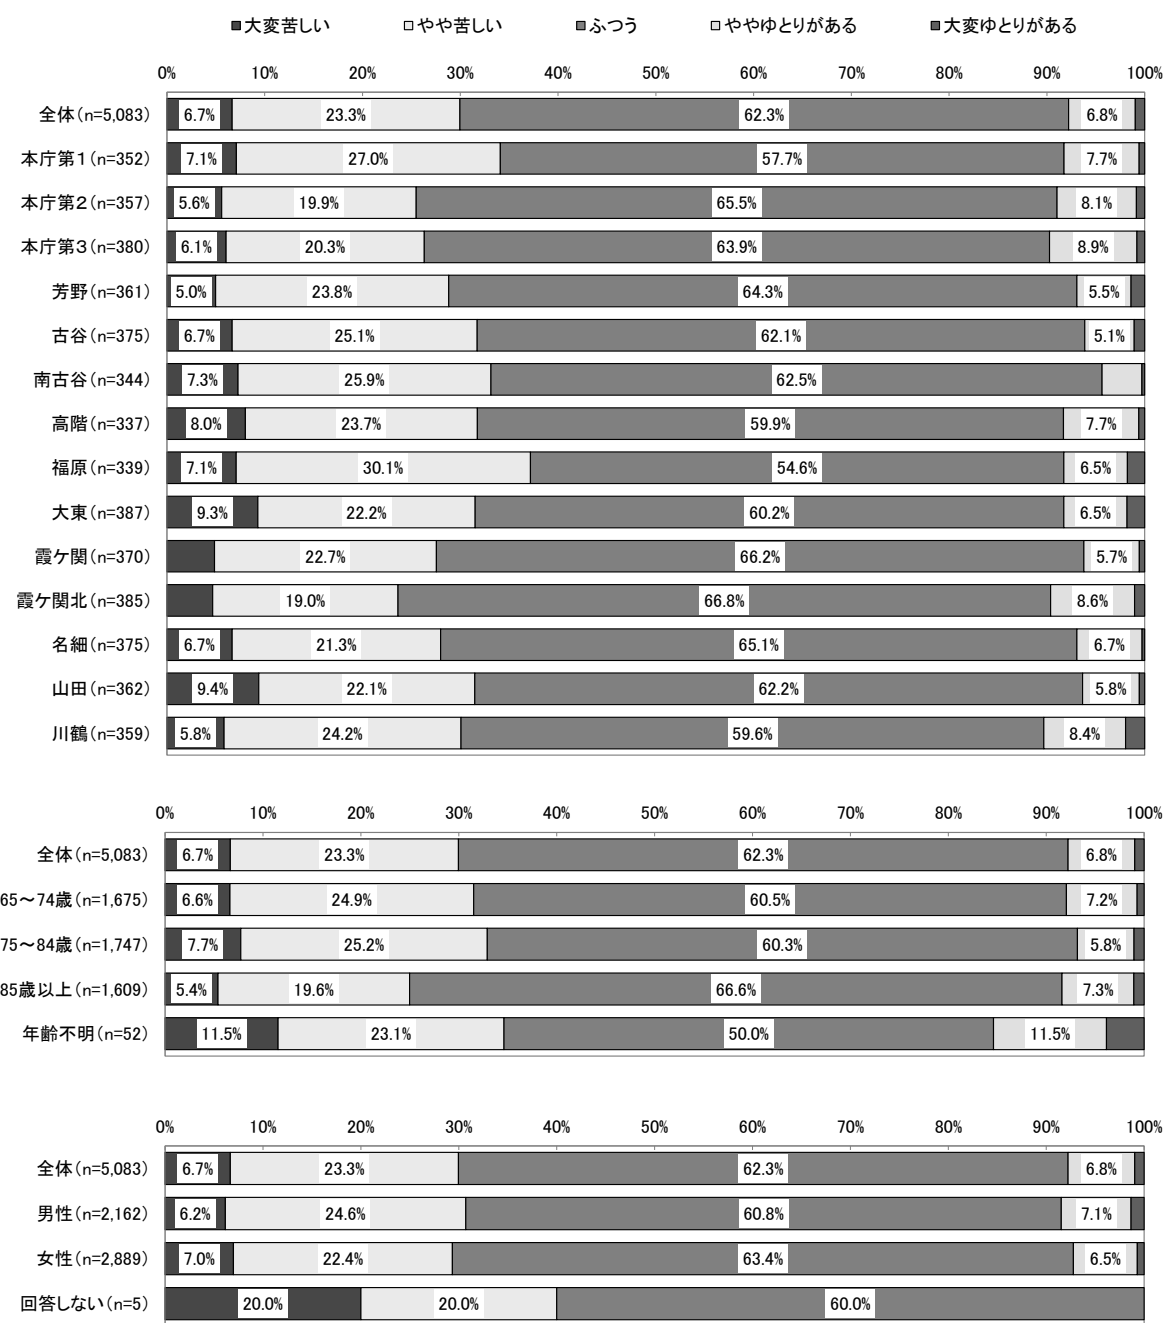 ■大変苦しい □やや苦しい ■ふつう □ややゆとりがある ■大変ゆとりがある
0% 10% 20% 30% 40% 50% 60% 70% 80% 90% 100%
全体(n=5,083) 6.7% 23.3% 62.3% 6.8%
本庁第1(n=352) 7.1% 27.0% 57.7% 7.7%
本庁第2(n=357) 5.6% 19.9% 65.5% 8.1%
本庁第3(n=380) 6.1% 20.3% 63.9% 8.9%
芳野(n=361) 5.0% 23.8% 64.3% 5.5%
古谷(n=375) 6.7% 25.1% 62.1% 5.1%
南古谷(n=344) 7.3% 25.9% 62.5%
高階(n=337) 8.0% 23.7% 59.9% 7.7%
福原(n=339) 7.1% 30.1% 54.6% 6.5%
大東(n=387) 9.3% 22.2% 60.2% 6.5%
霞ケ関(n=370) 22.7% 66.2% 5.7%
霞ケ関北(n=385) 19.0% 66.8% 8.6%
名細(n=375) 6.7% 21.3% 65.1% 6.7%
山田(n=362) 9.4% 22.1% 62.2% 5.8%
川鶴(n=359) 5.8% 24.2% 59.6% 8.4%
0% 10% 20% 30% 40% 50% 60% 70% 80% 90% 100%
全体(n=5,083) 6.7% 23.3% 62.3% 6.8%
65～74歳(n=1,675) 6.6% 24.9% 60.5% 7.2%
75～84歳(n=1,747) 7.7% 25.2% 60.3% 5.8%
85歳以上(n=1,609) 5.4% 19.6% 66.6% 7.3%
年齢不明(n=52) 11.5% 23.1% 50.0% 11.5%
0% 10% 20% 30% 40% 50% 60% 70% 80% 90% 100%
全体(n=5,083) 6.7% 23.3% 62.3% 6.8%
男性(n=2,162) 6.2% 24.6% 60.8% 7.1%
女性(n=2,889) 7.0% 22.4% 63.4% 6.5%
回答しない(n=5) 20.0% 20.0% 60.0%